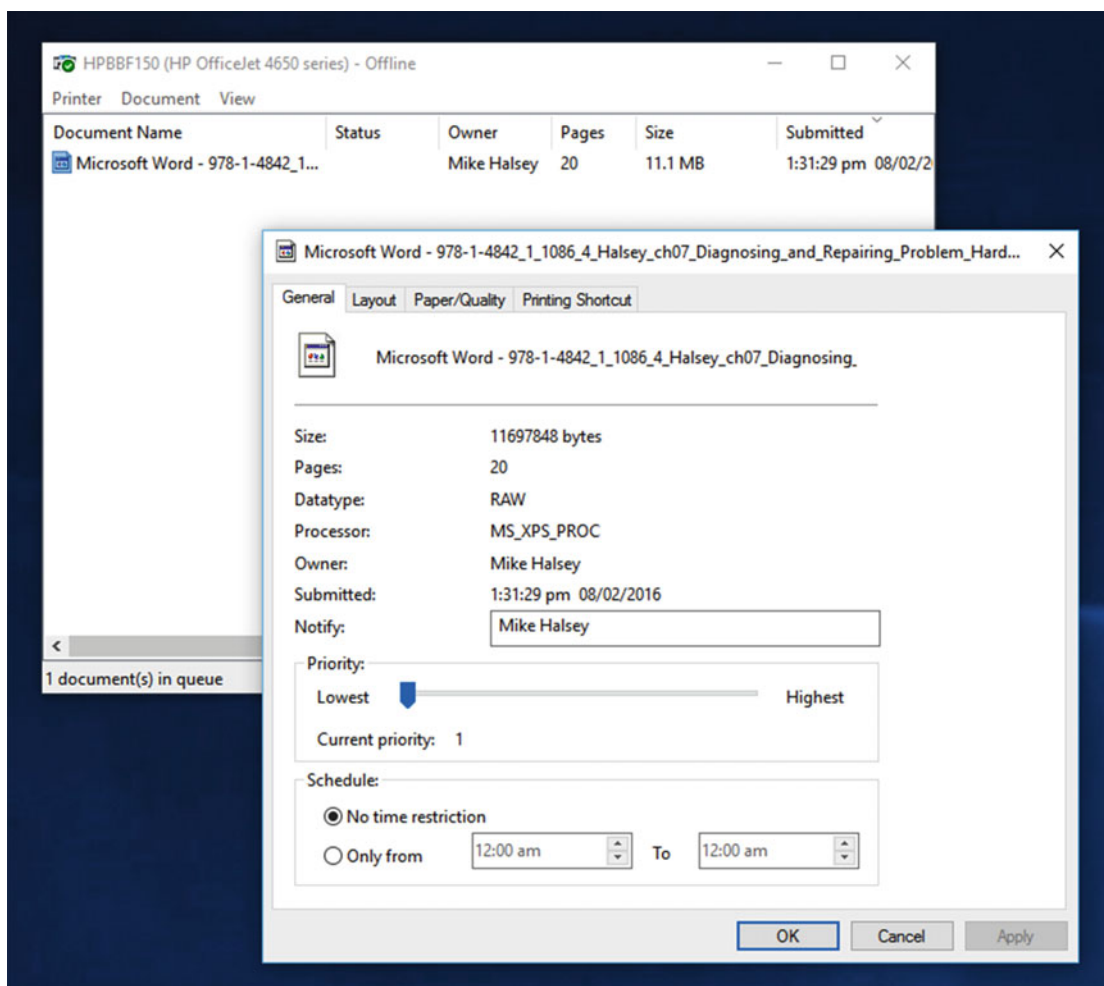 HPBBF150 (HP OfficeJet 4650 series) - Offline
Printer Document View
Document Name Status Owner Pages Size Submitted
Microsoft Word - 978-1-4842_1... Mike Halsey 20 11.1 MB 1:31:29 pm 08/02/2
1 document(s) in queue
Microsoft Word - 978-1-4842_1_1086_4_Halsey_ch07_Diagnosing_and_Repairing_Problem_Hard...
General Layout Paper/Quality Printing Shortcut
Microsoft Word - 978-1-4842_1_1086_4_Halsey_ch07_Diagnosing_
Size: 11697848 bytes
Pages: 20
Datatype: RAW
Processor: MS_XPS_PROC
Owner: Mike Halsey
Submitted: 1:31:29 pm 08/02/2016
Notify: Mike Halsey
Priority:
Lowest Highest
Current priority: 1
Schedule:
No time restriction
Only from 12:00 am To 12:00 am
OK Cancel Apply